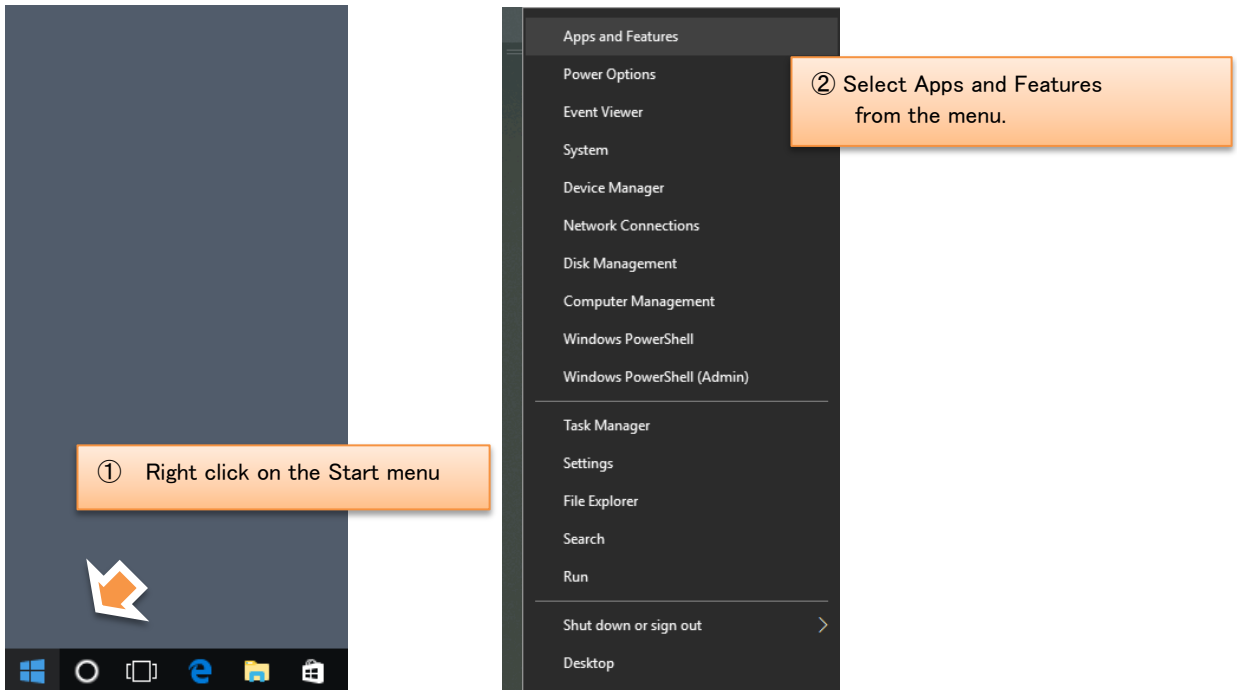 ① Right click on the Start menu
Apps and Features
② Select Apps and Features
from the menu.
Power Options
Event Viewer
System
Device Manager
Network Connections
Disk Management
Computer Management
Windows PowerShell
Windows PowerShell (Admin)
Task Manager
Settings
File Explorer
Search
Run
Shut down or sign out
Desktop